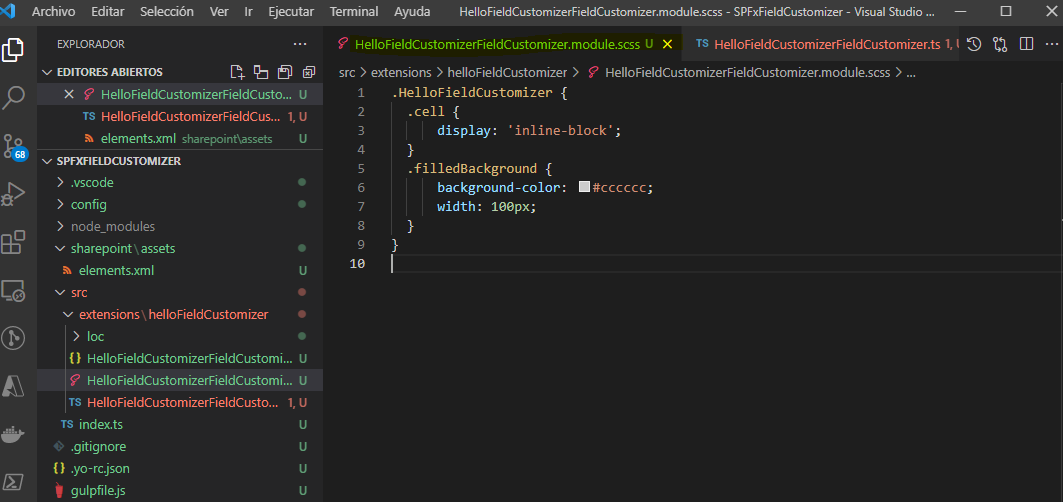 Archivo Editar Selección Ver Ir Ejecutar Terminal Ayuda HelloFieldCustomizerFieldCustomizer.module.scss - SPFxFieldCustomizer - Visual Studio ...
EXPLORADOR ...
EDITORES ABIERTOS
HelloFieldCustomizerFieldCusto... U
TS HelloFieldCustomizerFieldCus... 1, U
elements.xml sharepoint\assets U
SPFXFIELDCUSTOMIZER
.vscode
config
node_modules
sharepoint\assets
elements.xml U
src
extensions\helloFieldCustomizer
loc
{} HelloFieldCustomizerFieldCustomi... U
HelloFieldCustomizerFieldCustomi... U
TS HelloFieldCustomizerFieldCusto... 1, U
TS index.ts U
.gitignore U
{} .yo-rc.json U
gulpfile.js U
68
HelloFieldCustomizerFieldCustomizer.module.scss U
TS HelloFieldCustomizerFieldCustomizer.ts 1, U
src > extensions > helloFieldCustomizer > HelloFieldCustomizerFieldCustomizer.module.scss > ...
1 .HelloFieldCustomizer {
2 .cell {
3 display: 'inline-block';
4 }
5 .filledBackground {
6 background-color: #cccccc;
7 width: 100px;
8 }
9 }
10